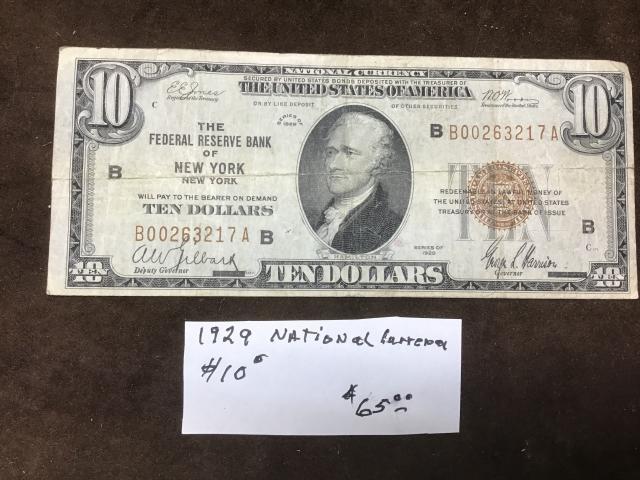 NATIONAL CURRENCY
SECURED BY UNITED STATES BONDS DEPOSITED WITH THE TREASURER OF
THE UNITED STATES OF AMERICA
OR BY LIKE DEPOSIT OF OTHER SECURITIES.
10
10
E E Jones
Register of the Treasury
Treasurer of the United States
C
SERIES OF 1929
THE
FEDERAL RESERVE BANK
OF
NEW YORK
NEW YORK
WILL PAY TO THE BEARER ON DEMAND
TEN DOLLARS
B
B B00263217A
TEN
REDEEMABLE IN LAWFUL MONEY OF
THE UNITED STATES AT UNITED STATES
TREASURY OR AT THE BANK OF ISSUE
B00263217A B
B
C
Deputy Governor
HAMILTON
SERIES OF
1929
Governor
TEN
10
TEN DOLLARS
TEN
10
1929 NATIONAL
$10
$65.00